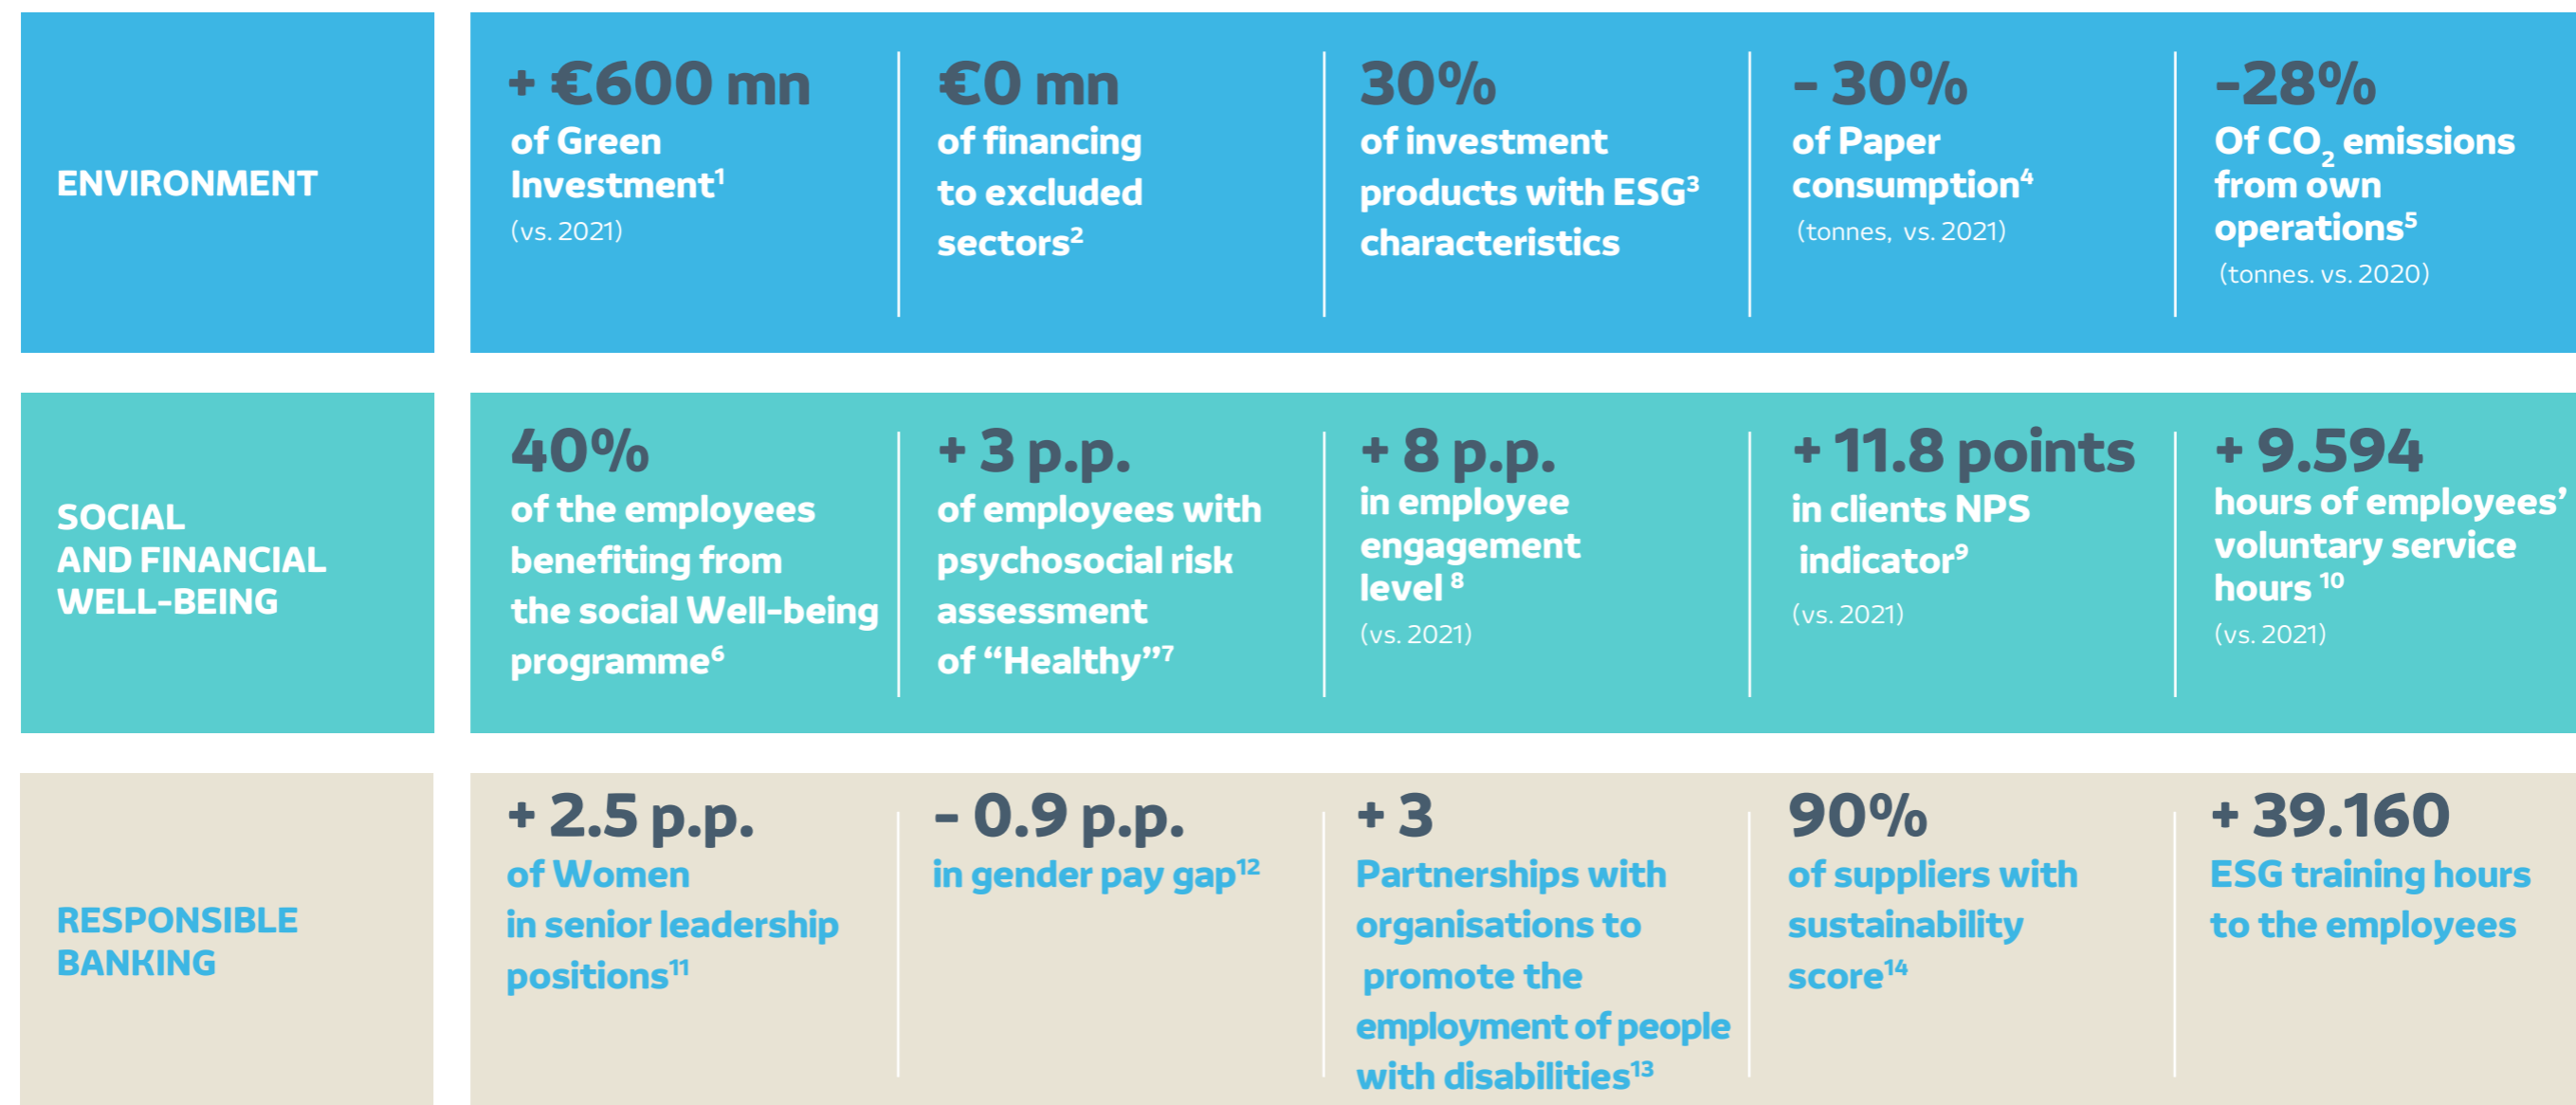 ENVIRONMENT
+ €600 mn
of Green
Investment¹
(vs. 2021)
€0 mn
of financing
to excluded
sectors²
30%
of investment
products with ESG³
characteristics
- 30%
of Paper
consumption⁴
(tonnes, vs. 2021)
-28%
Of CO₂ emissions
from own
operations⁵
(tonnes. vs. 2020)
SOCIAL
AND FINANCIAL
WELL-BEING
40%
of the employees
benefiting from
the social Well-being
programme⁶
+ 3 p.p.
of employees with
psychosocial risk
assessment
of “Healthy”⁷
+ 8 p.p.
in employee
engagement
level ⁸
(vs. 2021)
+ 11.8 points
in clients NPS
indicator⁹
(vs. 2021)
+ 9.594
hours of employees’
voluntary service
hours ¹⁰
(vs. 2021)
RESPONSIBLE
BANKING
+ 2.5 p.p.
of Women
in senior leadership
positions¹¹
- 0.9 p.p.
in gender pay gap¹²
+ 3
Partnerships with
organisations to
promote the
employment of people
with disabilities¹³
90%
of suppliers with
sustainability
score¹⁴
+ 39.160
ESG training hours
to the employees